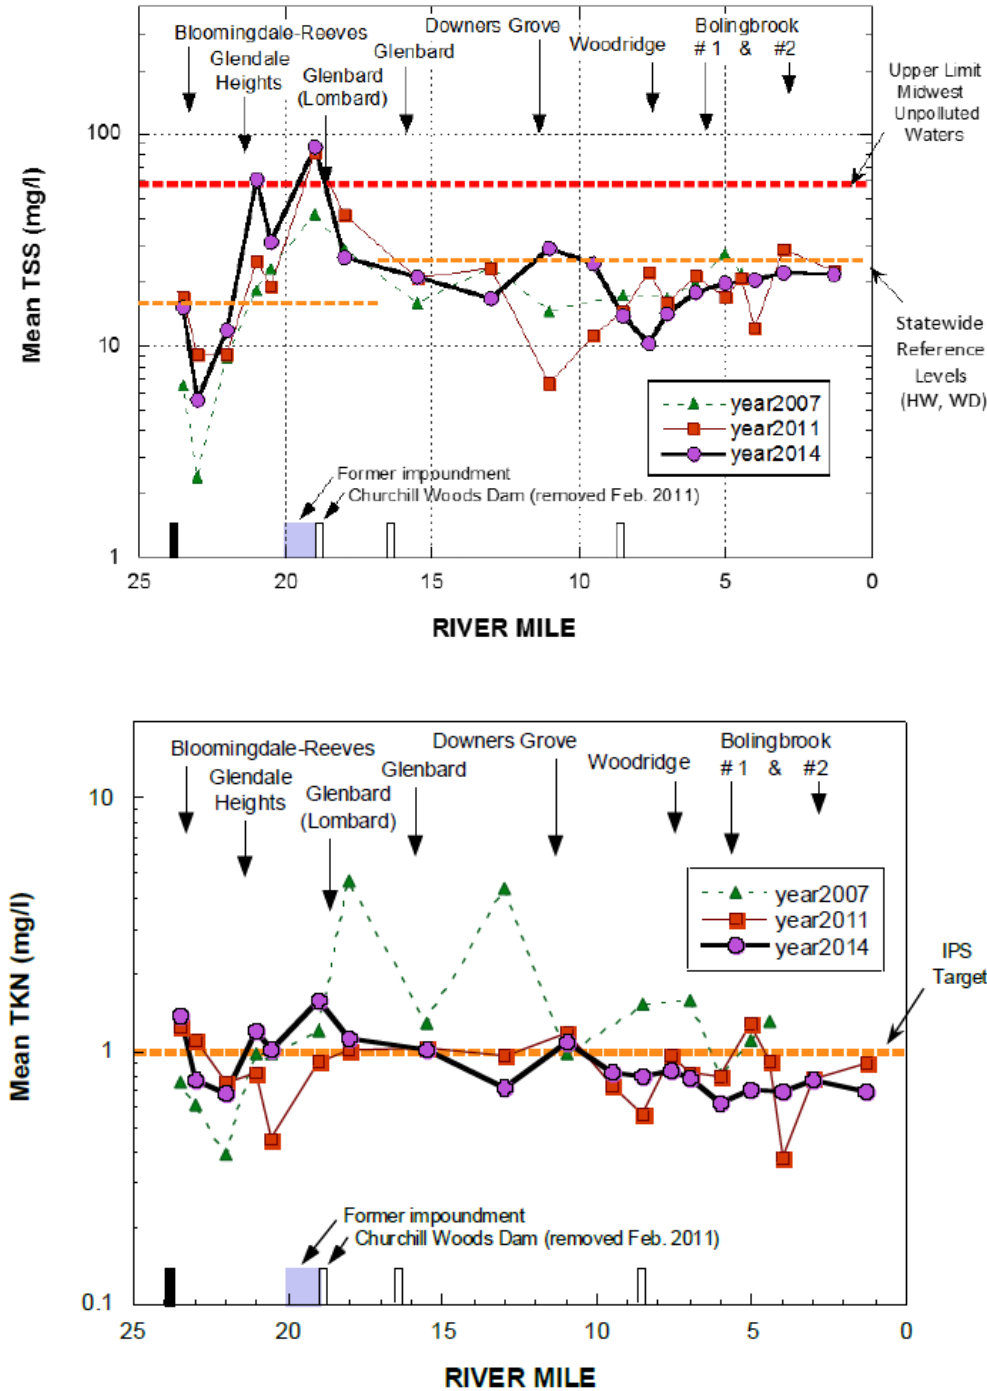 Bloomingdale-Reeves
Glendale
Heights
Glenbard
(Lombard)
Glenbard
Downers Grove
Woodridge
Bolingbrook
# 1 & #2
Upper Limit
Midwest
Unpolluted
Waters
Statewide
Reference
Levels
(HW, WD)
Mean TSS (mg/l)
100
10
1
year2007
year2011
year2014
Former impoundment
Churchill Woods Dam (removed Feb. 2011)
25 20 15 10 5 0
RIVER MILE
Bloomingdale-Reeves
Glendale
Heights
Glenbard
(Lombard)
Glenbard
Downers Grove
Woodridge
Bolingbrook
# 1 & #2
IPS
Target
Mean TKN (mg/l)
10
1
0.1
year2007
year2011
year2014
Former impoundment
Churchill Woods Dam (removed Feb. 2011)
25 20 15 10 5 0
RIVER MILE